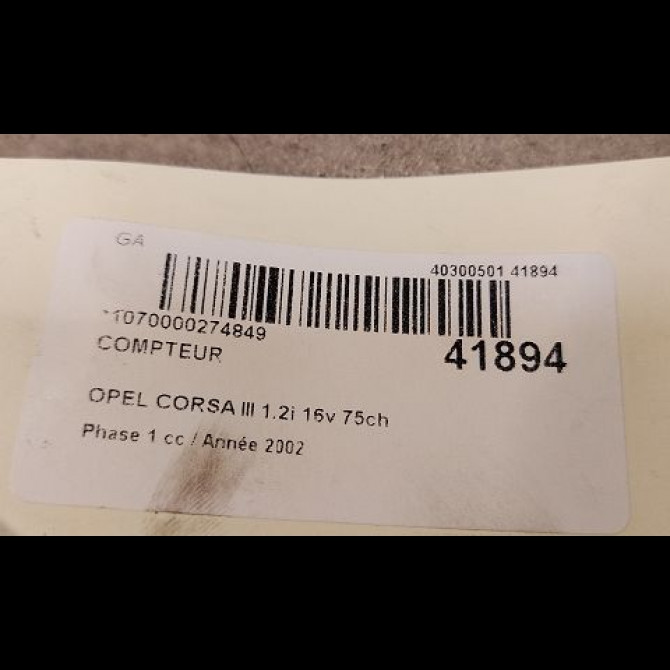 GA
40300501 41894
*1070000274849
COMPTEUR
41894
OPEL CORSA III 1.2i 16v 75ch
Phase 1 cc / Année 2002